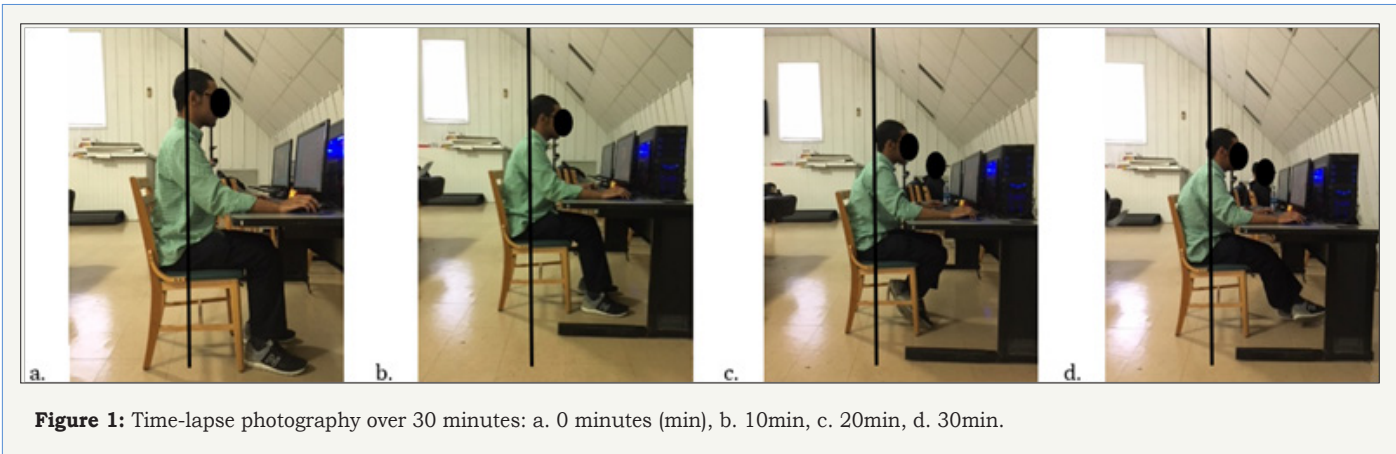 a.
b.
c.
d.
Figure 1: Time-lapse photography over 30 minutes: a. 0 minutes (min), b. 10min, c. 20min, d. 30min.